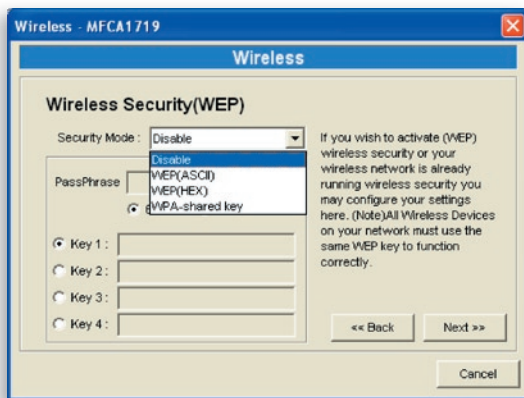 Wireless - MFCA1719
Wireless
Wireless Security(WEP)
Security Mode : Disable
Disable
WEP(ASCII)
WEP(HEX)
WPA-shared key
PassPhrase
Key 1 :
Key 2 :
Key 3 :
Key 4 :
If you wish to activate (WEP)
wireless security or your
wireless network is already
running wireless security you
may configure your settings
here. (Note)All Wireless Devices
on your network must use the
same WEP key to function
correctly.
<< Back
Next >>
Cancel